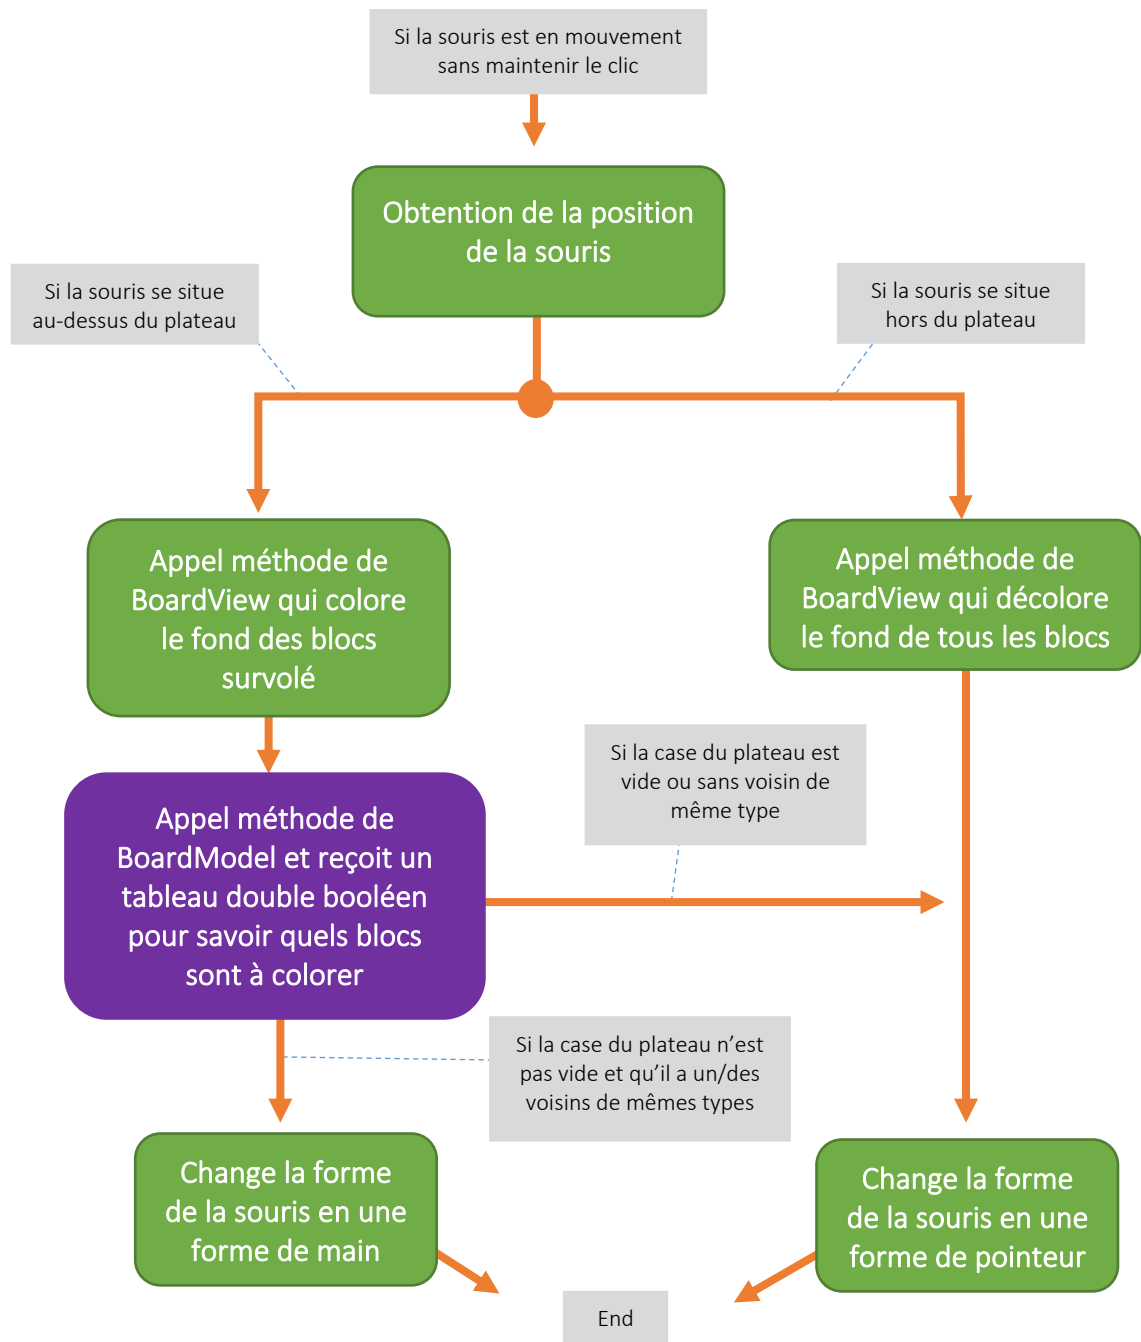 Si la souris est en mouvement
sans maintenir le clic
Obtention de la position
de la souris
Si la souris se situe
au-dessus du plateau
Si la souris se situe
hors du plateau
Appel méthode de
BoardView qui colore
le fond des blocs
survolé
Appel méthode de
BoardView qui décolore
le fond de tous les blocs
Si la case du plateau est
vide ou sans voisin de
même type
Appel méthode de
BoardModel et reçoit un
tableau double booléen
pour savoir quels blocs
sont à colorer
Si la case du plateau n’est
pas vide et qu’il a un/des
voisins de mêmes types
Change la forme
de la souris en une
forme de main
Change la forme
de la souris en une
forme de pointeur
End